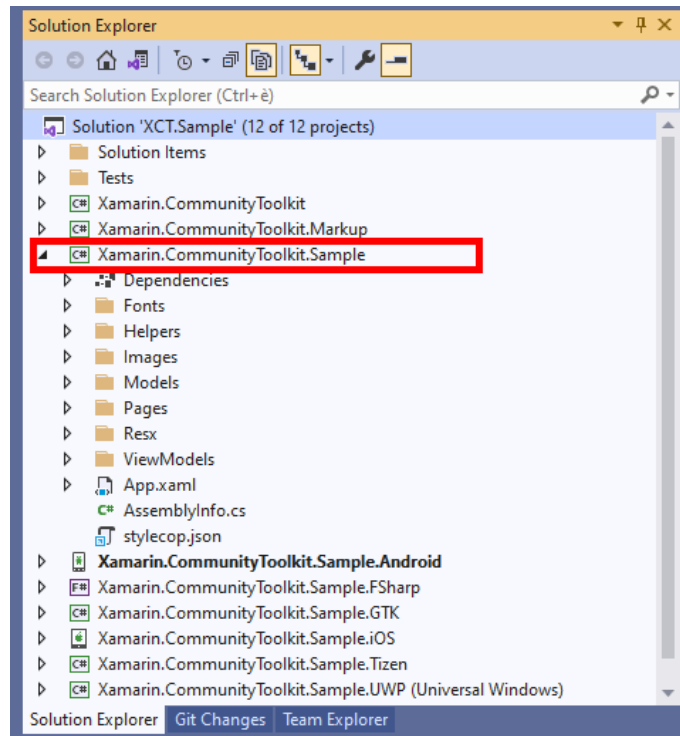 Solution Explorer
Search Solution Explorer (Ctrl+è)
Solution 'XCT.Sample' (12 of 12 projects)
Solution Items
Tests
C# Xamarin.CommunityToolkit
C# Xamarin.CommunityToolkit.Markup
C# Xamarin.CommunityToolkit.Sample
Dependencies
Fonts
Helpers
Images
Models
Pages
Resx
ViewModels
App.xaml
C# AssemblyInfo.cs
stylecop.json
Xamarin.CommunityToolkit.Sample.Android
F# Xamarin.CommunityToolkit.Sample.FSharp
C# Xamarin.CommunityToolkit.Sample.GTK
Xamarin.CommunityToolkit.Sample.iOS
C# Xamarin.CommunityToolkit.Sample.Tizen
C# Xamarin.CommunityToolkit.Sample.UWP (Universal Windows)
Solution Explorer Git Changes Team Explorer